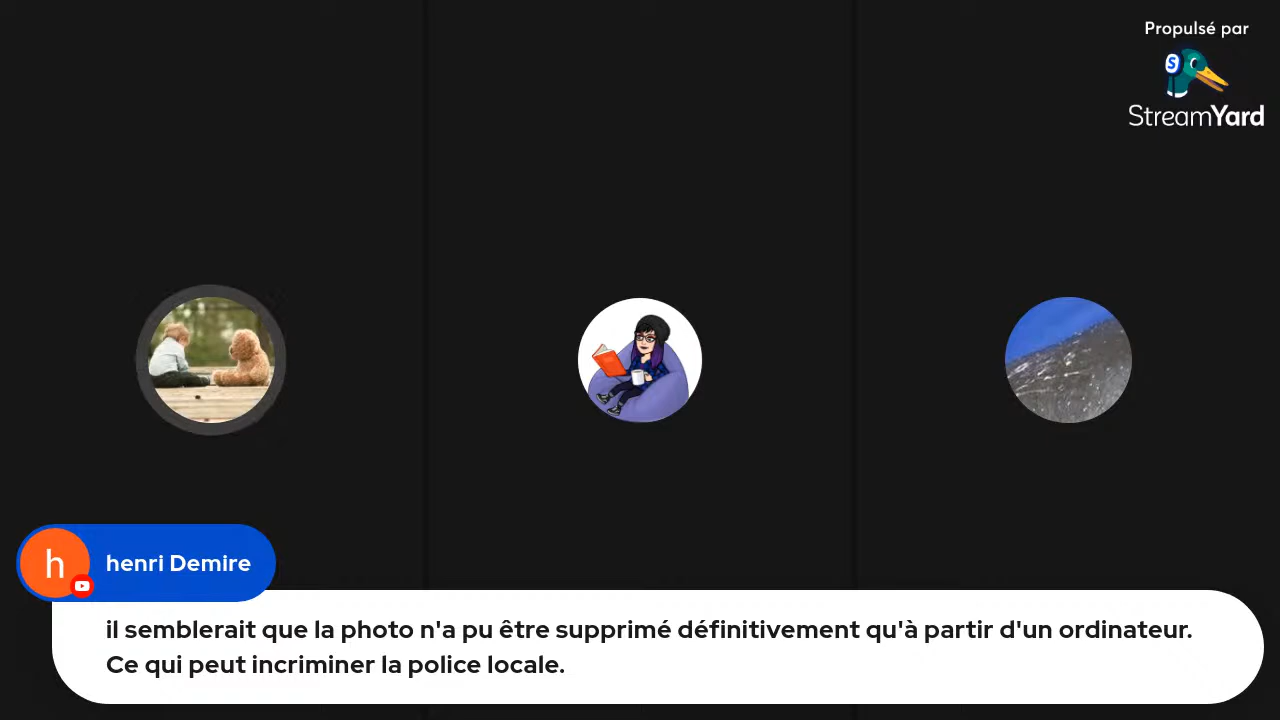 Propulsé par
S
StreamYard
h
henri Demire
il semblerait que la photo n'a pu être supprimé définitivement qu'à partir d'un ordinateur.
Ce qui peut incriminer la police locale.